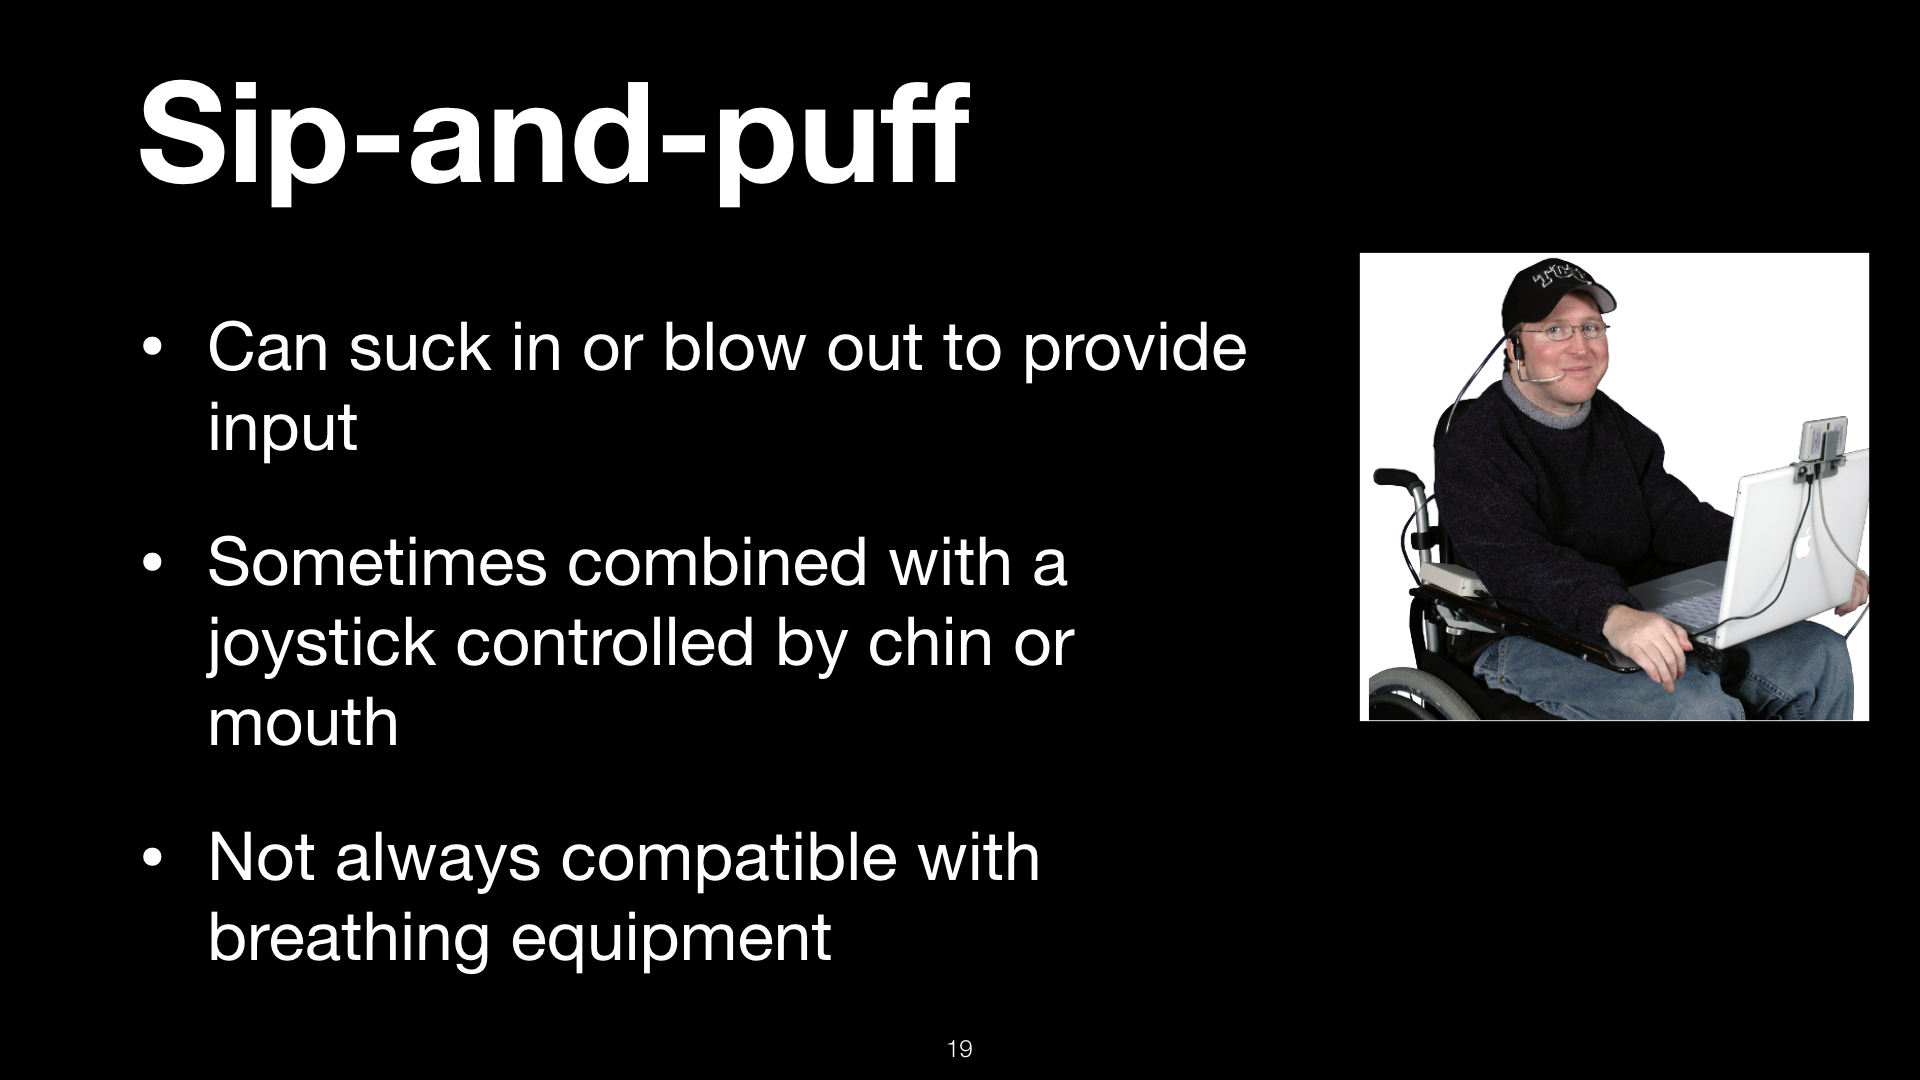 Sip-and-puff
• Can suck in or blow out to provide
input
• Sometimes combined with a
joystick controlled by chin or
mouth
• Not always compatible with
breathing equipment
TCU
19